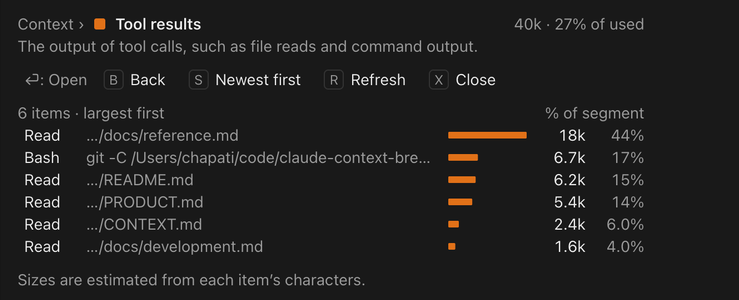 Context › Tool results 40k · 27% of used
The output of tool calls, such as file reads and command output.
⏎: Open B Back S Newest first R Refresh X Close
6 items · largest first % of segment
Read .../docs/reference.md 18k 44%
Bash git -C /Users/chapati/code/claude-context-bre... 6.7k 17%
Read .../README.md 6.2k 15%
Read .../PRODUCT.md 5.4k 14%
Read .../CONTEXT.md 2.4k 6.0%
Read .../docs/development.md 1.6k 4.0%
Sizes are estimated from each item’s characters.